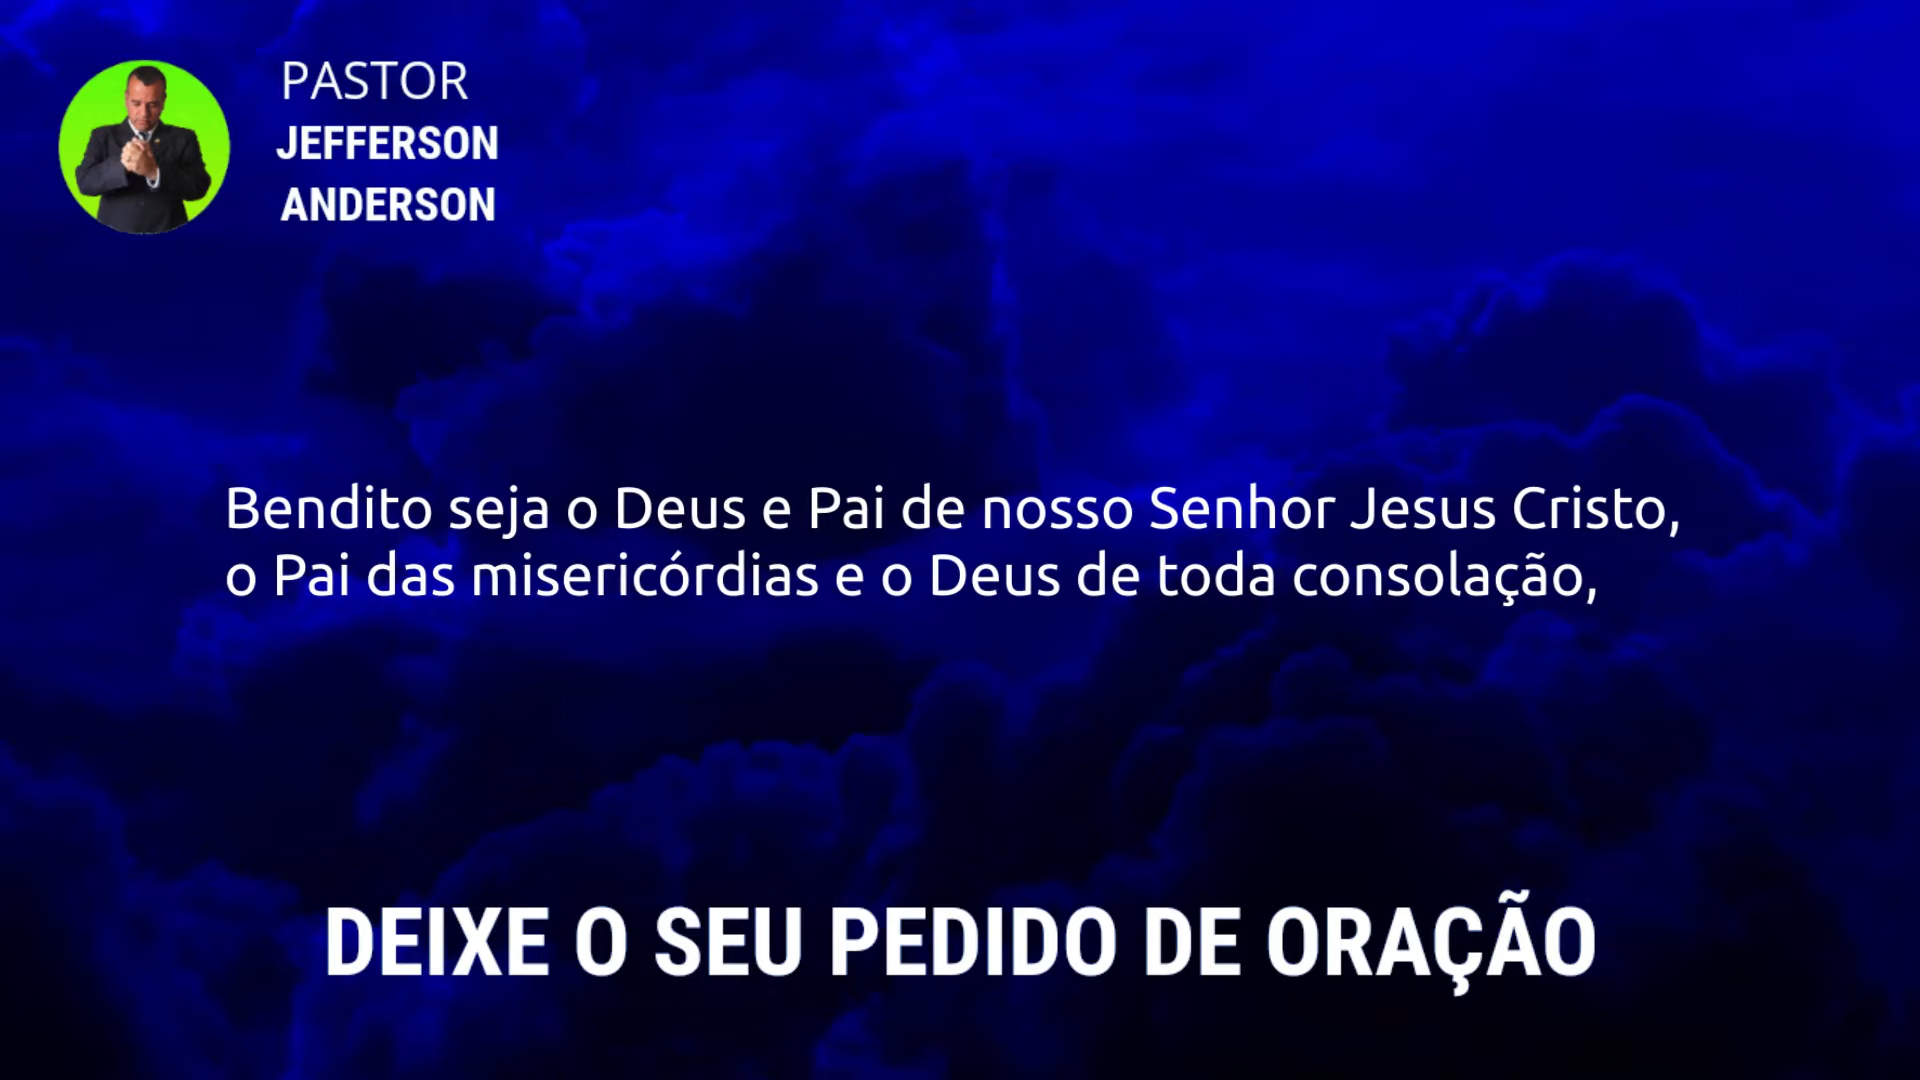 PASTOR
JEFFERSON
ANDERSON
Bendito seja o Deus e Pai de nosso Senhor Jesus Cristo,
o Pai das misericórdias e o Deus de toda consolação,
DEIXE O SEU PEDIDO DE ORAÇÃO